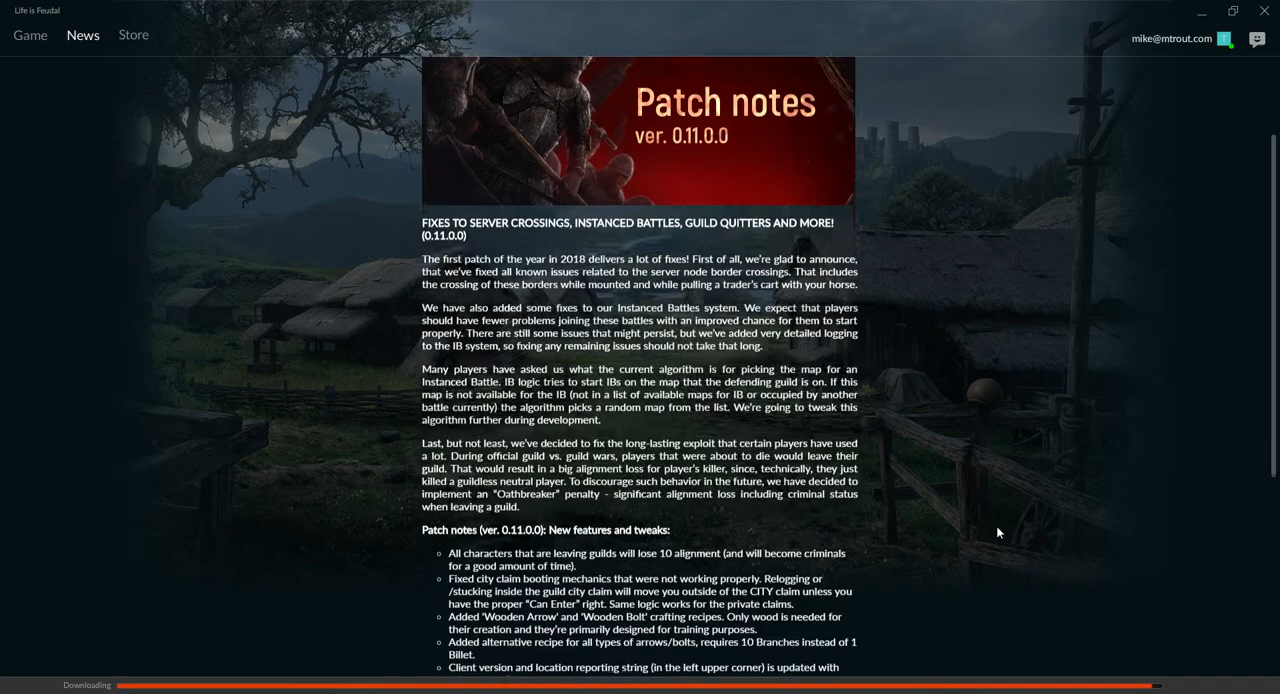 Life is Feudal
Game News Store
mike@mtrout.com T
Patch notes
ver. 0.11.0.0
FIXES TO SERVER CROSSINGS, INSTANCED BATTLES, GUILD QUITTERS AND MORE!
(0.11.0.0)
The first patch of the year in 2018 delivers a lot of fixes! First of all, we're glad to announce,
that we've fixed all known issues related to the server node border crossings. That includes
the crossing of these borders while mounted and while pulling a trader's cart with your horse.
We have also added some fixes to our Instanced Battles system. We expect that players
should have fewer problems joining these battles with an improved chance for them to start
properly. There are still some issues that might persist, but we've added very detailed logging
to the IB system, so fixing any remaining issues should not take that long.
Many players have asked us what the current algorithm is for picking the map for an
Instanced Battle. IB logic tries to start IBs on the map that the defending guild is on. If this
map is not available for the IB (not in a list of available maps for IB or occupied by another
battle currently) the algorithm picks a random map from the list. We're going to tweak this
algorithm further during development.
Last, but not least, we've decided to fix the long-lasting exploit that certain players have used
a lot. During official guild vs. guild wars, players that were about to die would leave their
guild. That would result in a big alignment loss for player's killer, since, technically, they just
killed a guildless neutral player. To discourage such behavior in the future, we have decided to
implement an "Oathbreaker" penalty - significant alignment loss including criminal status
when leaving a guild.
Patch notes (ver. 0.11.0.0): New features and tweaks:
All characters that are leaving guilds will lose 10 alignment (and will become criminals
for a good amount of time).
Fixed city claim booting mechanics that were not working properly. Relogging or
/stucking inside the guild city claim will move you outside of the CITY claim unless you
have the proper "Can Enter" right. Same logic works for the private claims.
Added 'Wooden Arrow' and 'Wooden Bolt' crafting recipes. Only wood is needed for
their creation and they're primarily designed for training purposes.
Added alternative recipe for all types of arrows/bolts, requires 10 Branches instead of 1
Billet.
Client version and location reporting string (in the left upper corner) is updated with
Downloading